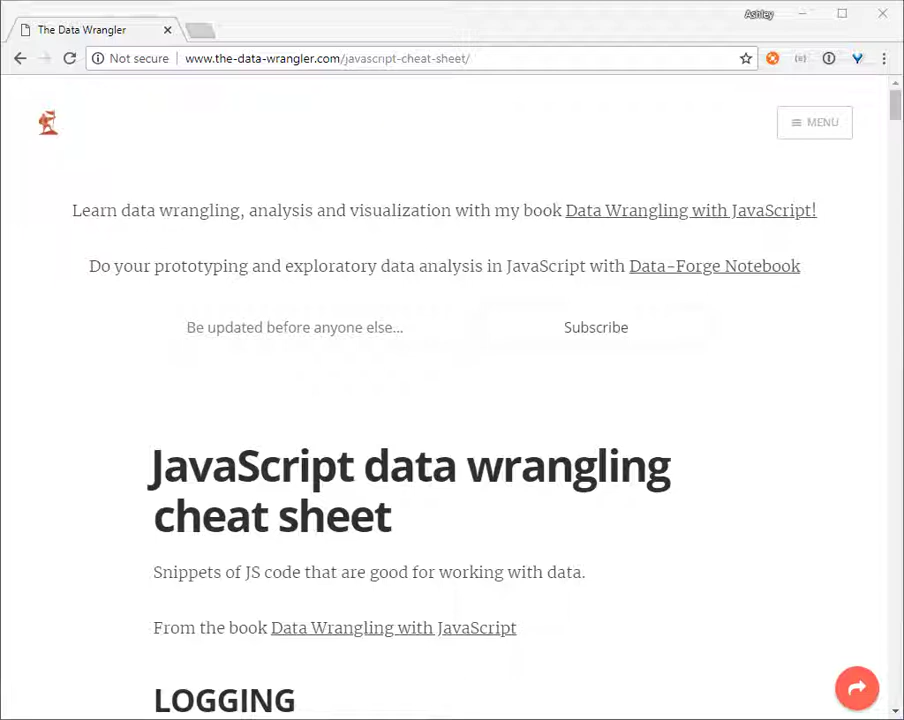 Ashley
The Data Wrangler
Not secure
www.the-data-wrangler.com/javascript-cheat-sheet/
MENU
Learn data wrangling, analysis and visualization with my book Data Wrangling with JavaScript!
Do your prototyping and exploratory data analysis in JavaScript with Data-Forge Notebook
Be updated before anyone else...
Subscribe
JavaScript data wrangling
cheat sheet
Snippets of JS code that are good for working with data.
From the book Data Wrangling with JavaScript
LOGGING